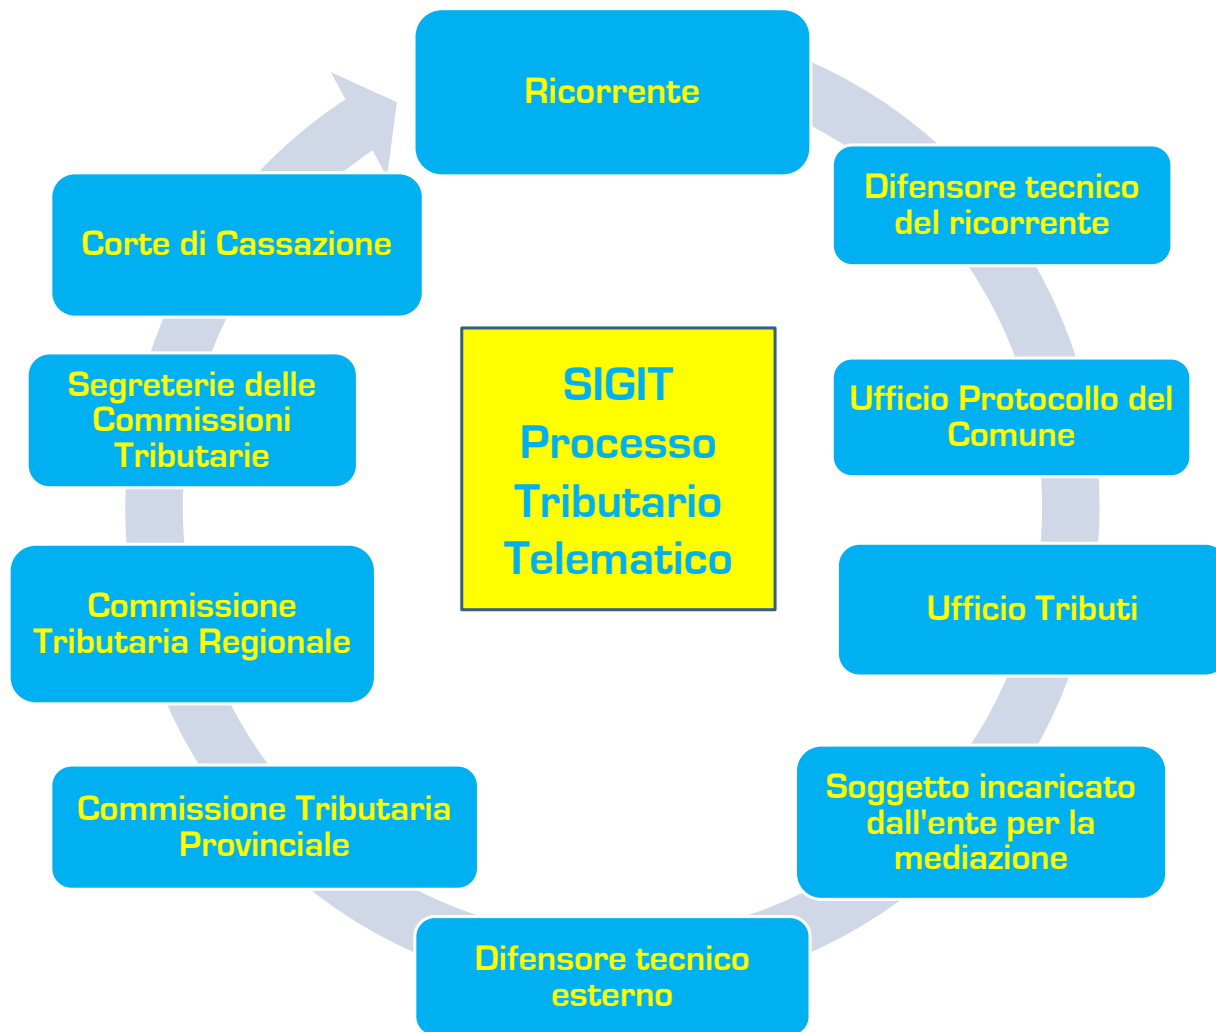 Ricorrente
Difensore tecnico
del ricorrente
Ufficio Protocollo del
Comune
Ufficio Tributi
Soggetto incaricato
dall'ente per la
mediazione
Difensore tecnico
esterno
Commissione Tributaria
Provinciale
Commissione
Tributaria Regionale
Segreterie delle
Commissioni
Tributarie
Corte di Cassazione
SIGIT
Processo
Tributario
Telematico